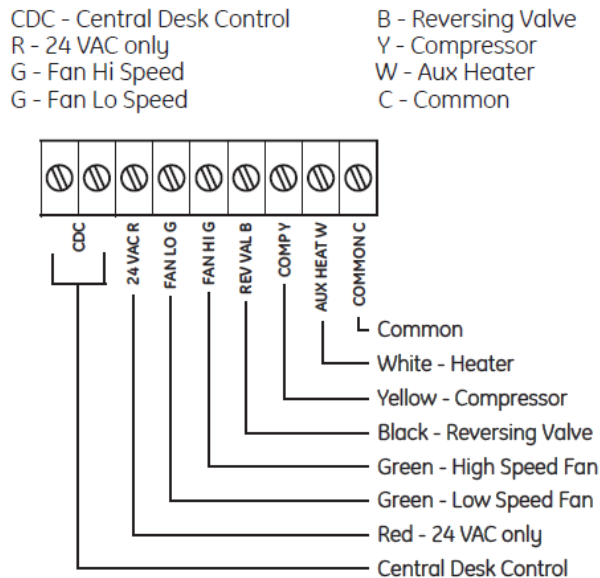 CDC - Central Desk Control
R - 24 VAC only
G - Fan Hi Speed
G - Fan Lo Speed
B - Reversing Valve
Y - Compressor
W - Aux Heater
C - Common
CDC
24 VAC R
FAN LO G
FAN HI G
REV VAL B
COMP Y
AUX HEAT W
COMMON C
Common
White - Heater
Yellow - Compressor
Black - Reversing Valve
Green - High Speed Fan
Green - Low Speed Fan
Red - 24 VAC only
Central Desk Control